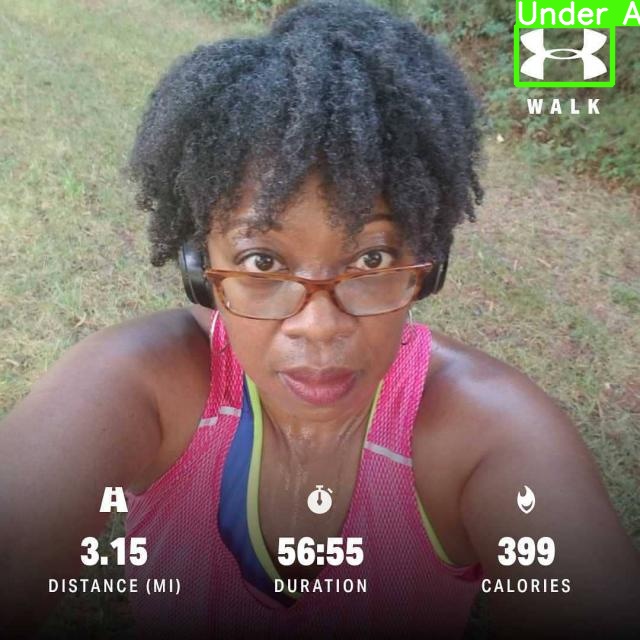 Under A
WALK
3.15
56:55
399
DISTANCE (MI)
DURATION
CALORIES